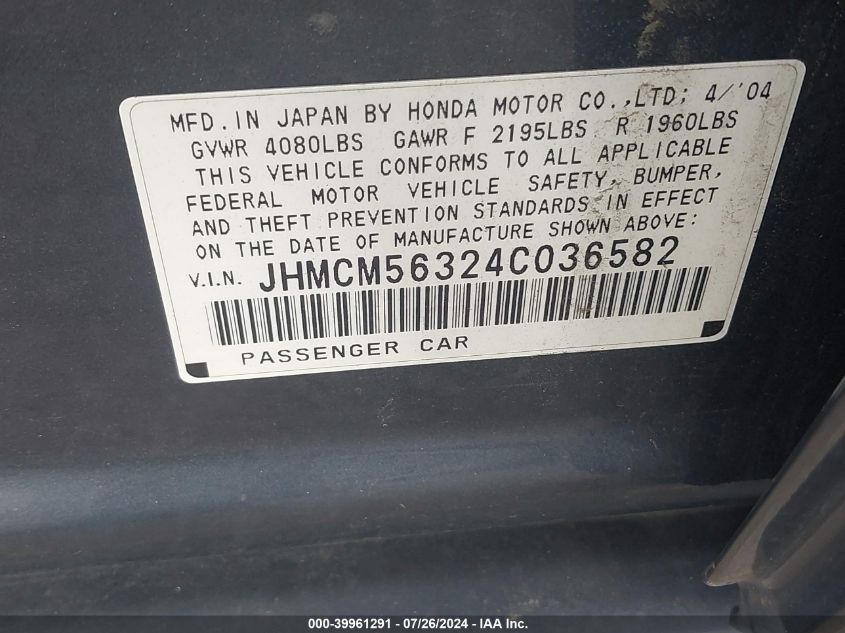 MFD. IN JAPAN BY HONDA MOTOR CO.,LTD; 4/'04
GVWR 4080LBS GAWR F 2195LBS R 1960LBS
THIS VEHICLE CONFORMS TO ALL APPLICABLE
FEDERAL MOTOR VEHICLE SAFETY, BUMPER,
AND THEFT PREVENTION STANDARDS IN EFFECT
ON THE DATE OF MANUFACTURE SHOWN ABOVE:
V.I.N. JHMCM56324C036582
PASSENGER CAR
000-39961291 - 07/26/2024 - IAA Inc.